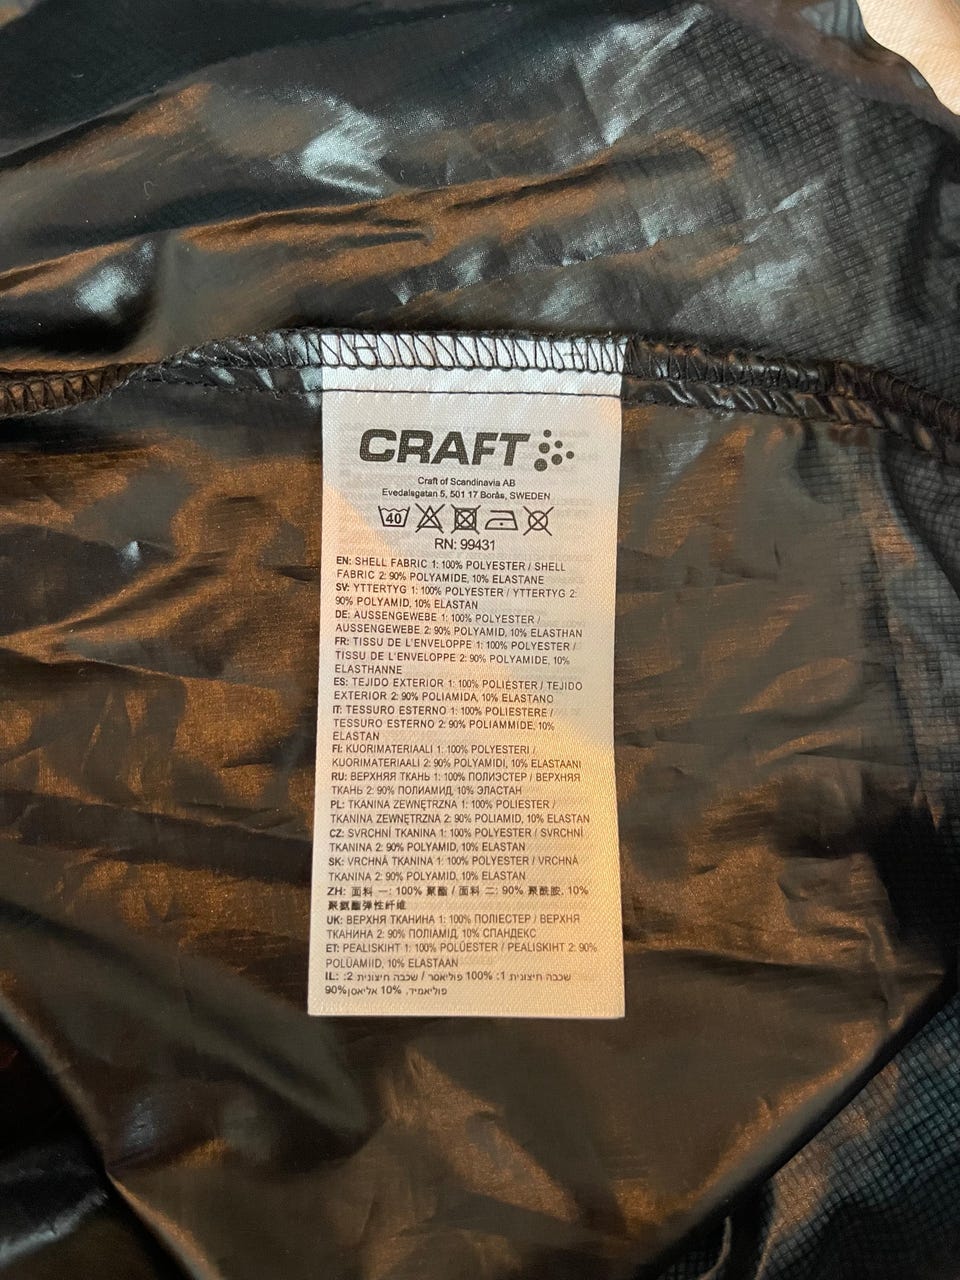 CRAFT
Craft of Scandinavia AB
Evedalsgatan 5, 501 17 Borås, SWEDEN
40
RN: 99431
EN: SHELL FABRIC 1: 100% POLYESTER / SHELL
FABRIC 2: 90% POLYAMIDE, 10% ELASTANE
SV: YTTERTYG 1: 100% POLYESTER / YTTERTYG 2:
90% POLYAMID, 10% ELASTAN
DE: AUSSENGEWEBE 1: 100% POLYESTER /
AUSSENGEWEBE 2: 90% POLYAMID, 10% ELASTHAN
FR: TISSU DE L'ENVELOPPE 1: 100% POLYESTER /
TISSU DE L'ENVELOPPE 2: 90% POLYAMIDE, 10%
ELASTHANNE
ES: TEJIDO EXTERIOR 1: 100% POLIÉSTER / TEJIDO
EXTERIOR 2: 90% POLIAMIDA, 10% ELASTANO
IT: TESSURO ESTERNO 1: 100% POLIESTERE /
TESSURO ESTERNO 2: 90% POLIAMMIDE, 10%
ELASTAN
FI: KUORIMATERIAALI 1: 100% POLYESTERI /
KUORIMATERIAALI 2: 90% POLYAMIDI, 10% ELASTAANI
RU: ВЕРХНЯЯ ТКАНЬ 1: 100% ПОЛИЭСТЕР / ВЕРХНЯЯ
ТКАНЬ 2: 90% ПОЛИАМИД, 10% ЭЛАСТАН
PL: TKANINA ZEWNĘTRZNA 1: 100% POLIESTER /
TKANINA ZEWNĘTRZNA 2: 90% POLIAMID, 10% ELASTAN
CZ: SVRCHNÍ TKANINA 1: 100% POLYESTER / SVRCHNÍ
TKANINA 2: 90% POLYAMID, 10% ELASTAN
SK: VRCHNÁ TKANINA 1: 100% POLYESTER / VRCHNÁ
TKANINA 2: 90% POLYAMID, 10% ELASTAN
ZH: 面料 一: 100% 聚酯 / 面料 二: 90% 聚酰胺, 10%
聚氨酯弹性纤维
UK: ВЕРХНЯ ТКАНИНА 1: 100% ПОЛІЕСТЕР / ВЕРХНЯ
ТКАНИНА 2: 90% ПОЛІАМІД, 10% СПАНДЕКС
ET: PEALISKIHT 1: 100% POLÜESTER / PEALISKIHT 2: 90%
POLÜAMIID, 10% ELASTAAN
IL: שכבה חיצונית 1: 100% פוליאסר / שכבה חיצונית 2:
90% פוליאמיד, 10% אליאסן